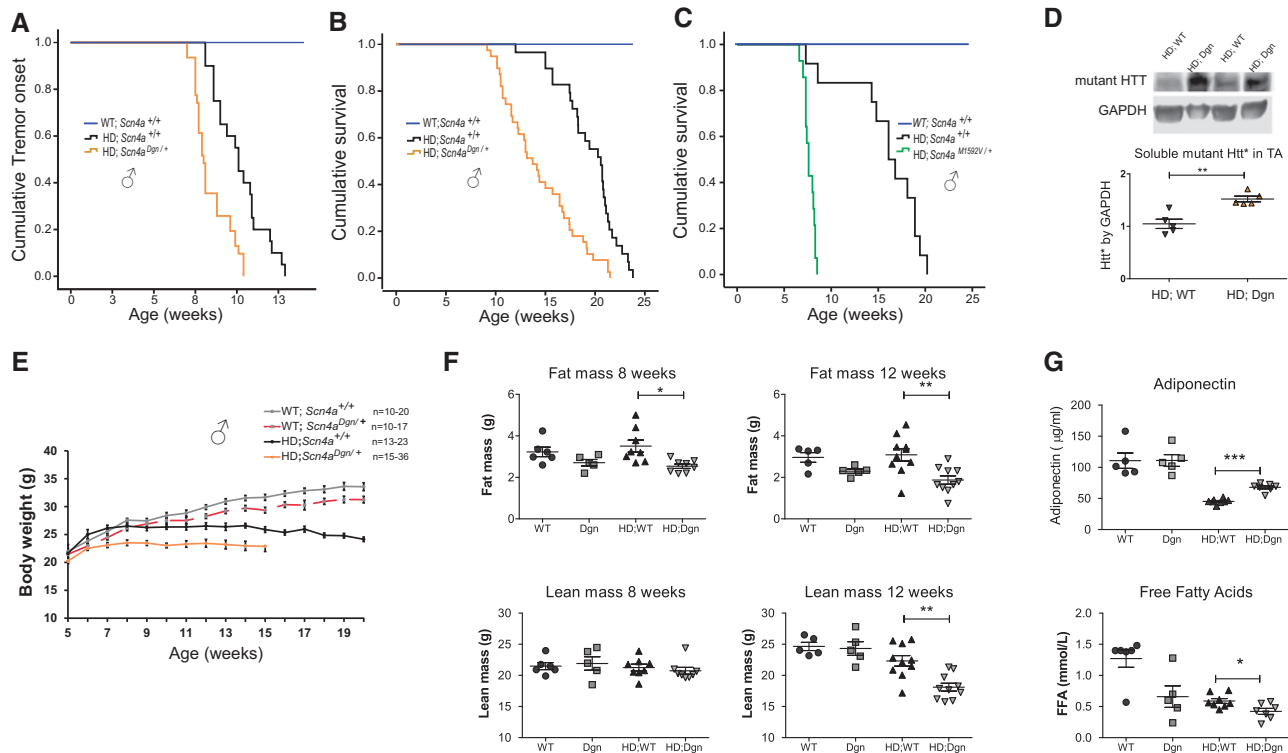 A
Cumulative Tremor onset
1.0
0.8
0.6
0.4
0.2
0.0
WT; Scn4a +/+
HD; Scn4a +/+
HD; Scn4a Dgn/+
♂
0 3 5 8 10 13
Age (weeks)
B
Cumulative survival
1.0
0.8
0.6
0.4
0.2
0.0
WT; Scn4a +/+
HD; Scn4a +/+
HD; Scn4a Dgn/+
♂
0 5 10 15 20 25
Age (weeks)
C
Cumulative survival
1.0
0.8
0.6
0.4
0.2
0.0
WT; Scn4a +/+
HD; Scn4a +/+
HD; Scn4a M1592V/+
♂
0 5 10 15 20 25
Age (weeks)
D
HD; WT HD; Dgn HD; WT HD; Dgn
mutant HTT
GAPDH
Soluble mutant Htt* in TA
**
Htt* by GAPDH
2
1
0
HD; WT HD; Dgn
E
♂
WT; Scn4a+/+ n=10-20
WT; Scn4aDgn/+ n=10-17
HD;Scn4a+/+ n=13-23
HD;Scn4aDgn/+ n=15-36
Body weight (g)
40
35
30
25
20
15
10
5 7 9 11 13 15 17 19
Age (weeks)
F
Fat mass 8 weeks
*
Fat mass (g)
6
4
2
0
WT Dgn HD;WT HD;Dgn
Fat mass 12 weeks
**
Fat mass (g)
6
4
2
0
WT Dgn HD;WT HD;Dgn
Lean mass 8 weeks
Lean mass (g)
30
25
20
15
10
WT Dgn HD;WT HD;Dgn
Lean mass 12 weeks
**
Lean mass (g)
30
25
20
15
10
WT Dgn HD;WT HD;Dgn
G
Adiponectin
***
Adiponectin ( μg/ml)
200
150
100
50
0
WT Dgn HD;WT HD;Dgn
Free Fatty Acids
*
FFA (mmol/L)
2.0
1.5
1.0
0.5
0.0
WT Dgn HD;WT HD;Dgn